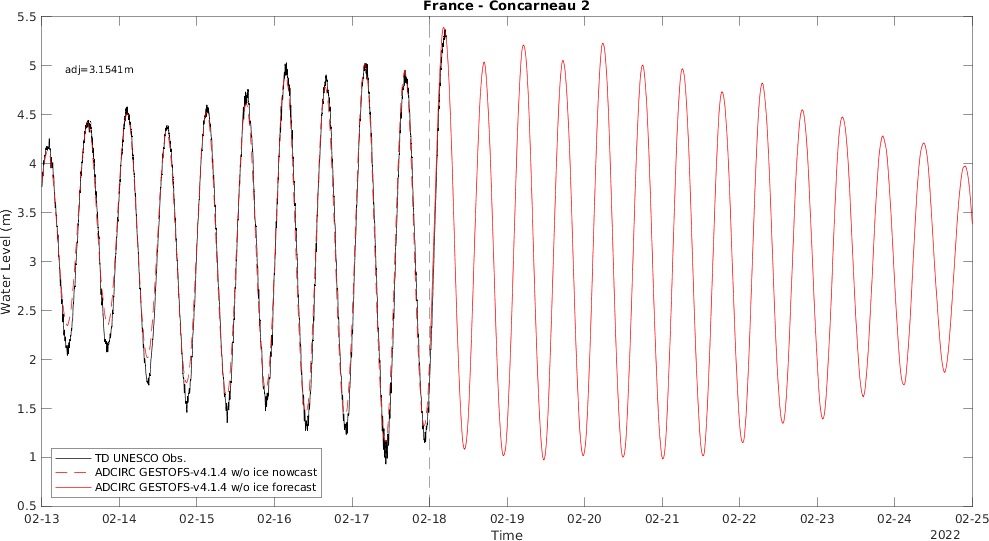 France - Concarneau 2
adj=3.1541m
Water Level (m)
5.5
5
4.5
4
3.5
3
2.5
2
1.5
1
0.5
TD UNESCO Obs.
ADCIRC GESTOFS-v4.1.4 w/o ice nowcast
ADCIRC GESTOFS-v4.1.4 w/o ice forecast
02-13 02-14 02-15 02-16 02-17 02-18 02-19 02-20 02-21 02-22 02-23 02-24 02-25
Time
2022